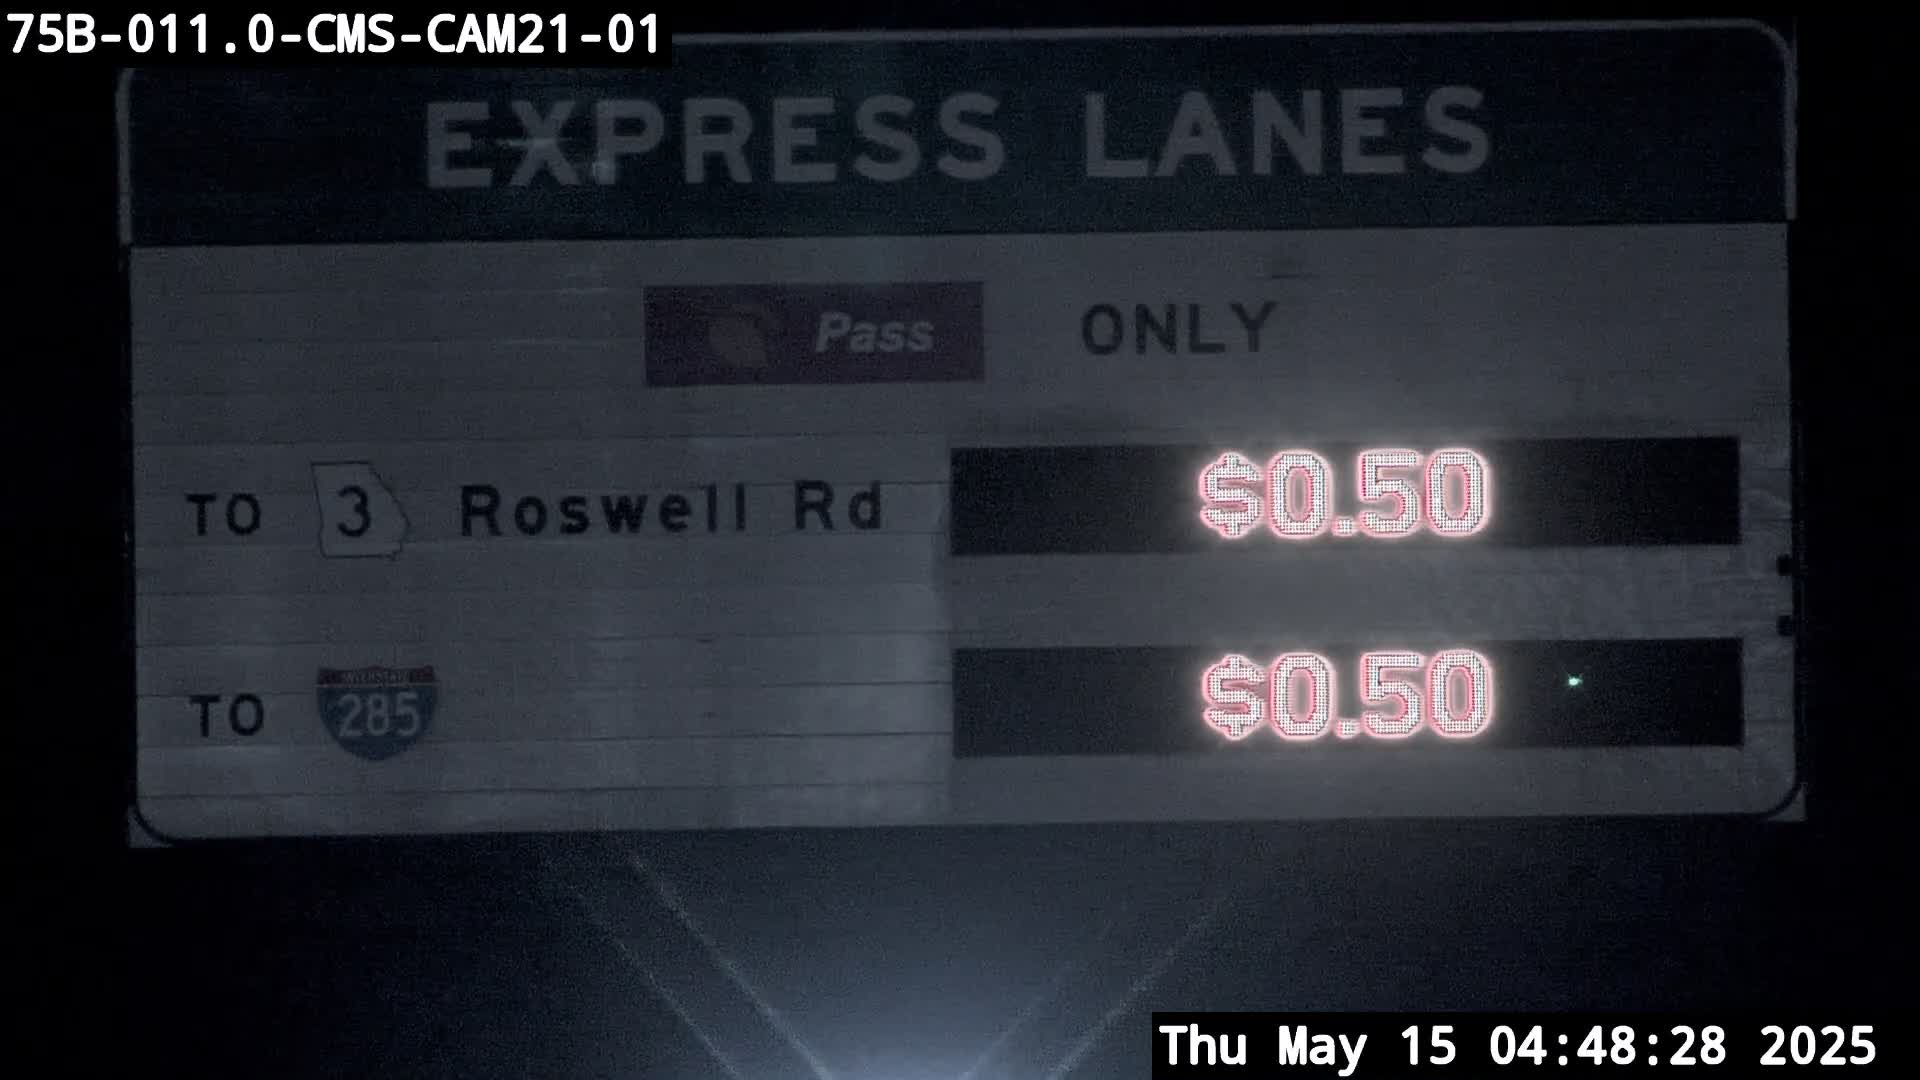 75B-011.0-CMS-CAM21-01
EXPRESS LANES
Pass ONLY
TO 3 Roswell Rd $0.50
INTERSTATE
TO 285 $0.50
Thu May 15 04:48:28 2025